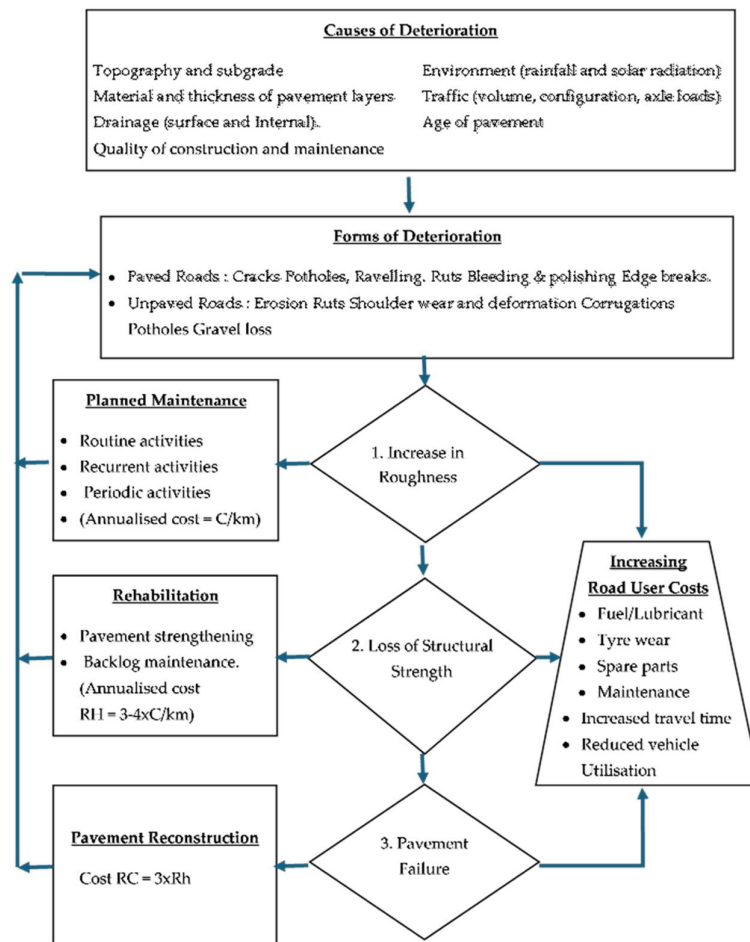 Causes of Deterioration
Topography and subgrade
Environment (rainfall and solar radiation)
Material and thickness of pavement layers
Traffic (volume, configuration, axle loads)
Drainage (surface and Internal).
Age of pavement
Quality of construction and maintenance
Forms of Deterioration
• Paved Roads : Cracks Potholes, Ravelling. Ruts Bleeding & polishing Edge breaks.
• Unpaved Roads : Erosion Ruts Shoulder wear and deformation Corrugations
Potholes Gravel loss
Planned Maintenance
• Routine activities
• Recurrent activities
• Periodic activities
• (Annualised cost = C/km)
1. Increase in
Roughness
Rehabilitation
• Pavement strengthening
• Backlog maintenance.
(Annualised cost
RH = 3-4xC/km)
2. Loss of Structural
Strength
Increasing
Road User Costs
• Fuel/Lubricant
• Tyre wear
• Spare parts
• Maintenance
• Increased travel time
• Reduced vehicle
Utilisation
Pavement Reconstruction
Cost RC = 3xRh
3. Pavement
Failure